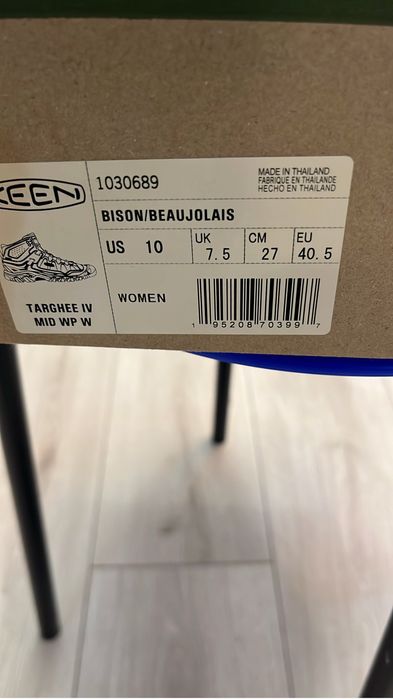 KEEN
1030689
MADE IN THAILAND
FABRIQUE EN THAILANDE
HECHO EN THAILAND
BISON/BEAUJOLAIS
US 10
UK 7.5
CM 27
EU 40.5
TARGHEE IV
MID WP W
WOMEN
1 95208 70399 7